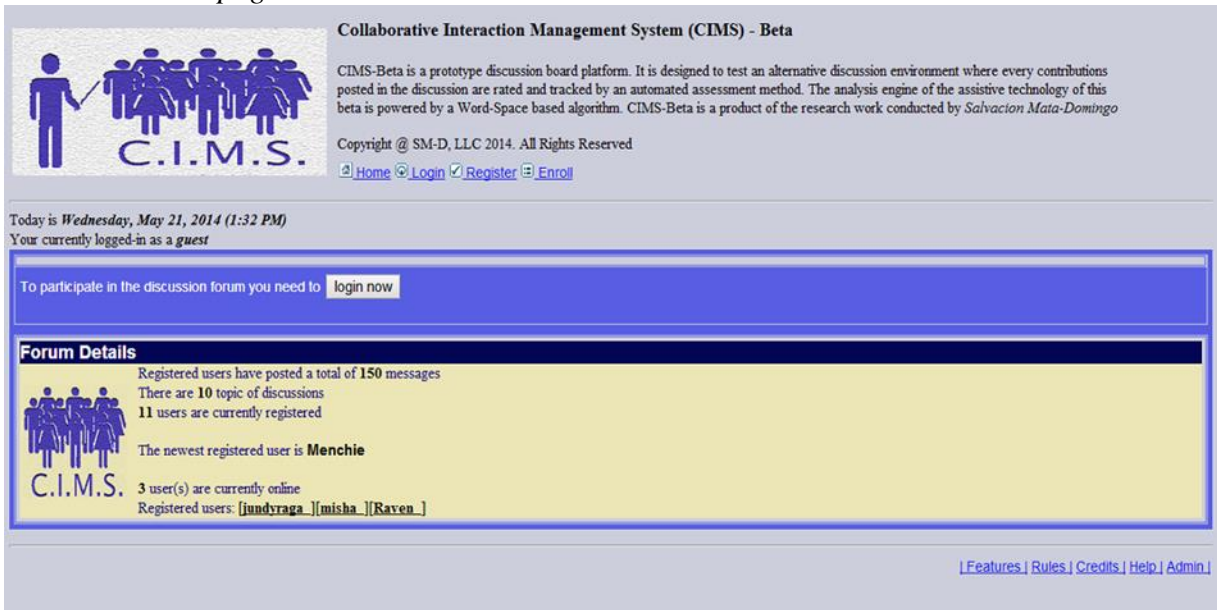 Collaborative Interaction Management System (CIMS) - Beta
CIMS-Beta is a prototype discussion board platform. It is designed to test an alternative discussion environment where every contributions
posted in the discussion are rated and tracked by an automated assessment method. The analysis engine of the assistive technology of this
beta is powered by a Word-Space based algorithm. CIMS-Beta is a product of the research work conducted by Salvacion Mata-Domingo
Copyright @ SM-D, LLC 2014. All Rights Reserved
C.I.M.S.
Home Login Register Enroll
Today is Wednesday, May 21, 2014 (1:32 PM)
Your currently logged-in as a guest
To participate in the discussion forum you need to login now
Forum Details
Registered users have posted a total of 150 messages
There are 10 topic of discussions
11 users are currently registered
The newest registered user is Menchie
C.I.M.S.
3 user(s) are currently online
Registered users: [jundyraga_][misha_][Raven_]
| Features | Rules | Credits | Help | Admin |